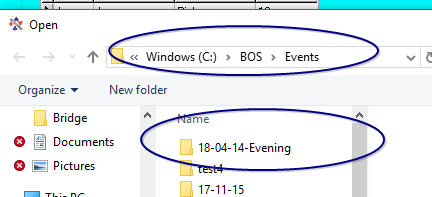 Open
« Windows (C:) > BOS > Events
Organize
New folder
Name
Bridge
Documents
Pictures
18-04-14-Evening
test4
17-11-15